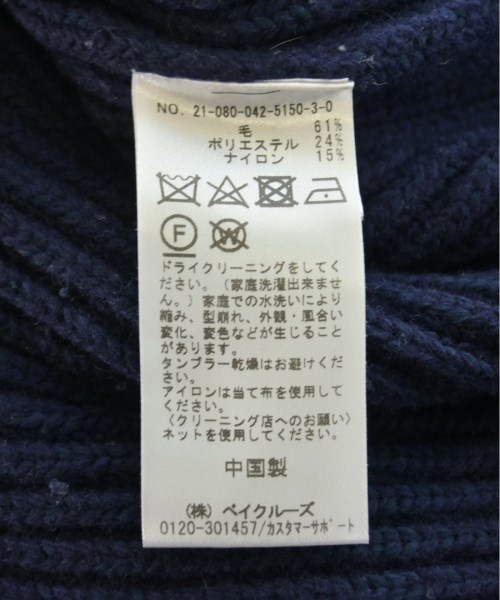 NO. 21-080-042-5150-3-0
毛 61%
ポリエステル 24%
ナイロン 15%
F W
ドライクリーニングをしてく
ださい。(家庭洗濯出来ませ
ん。)家庭での水洗いにより
縮み、型崩れ、外観・風合い
変化、変色などが生じること
があります。
タンブラー乾燥はお避けくだ
さい。
アイロンは当て布を使用して
ください。
(クリーニング店へのお願い)
ネットを使用してください。
中国製
(株) ベイクルーズ
0120-301457/カスタマーサポート